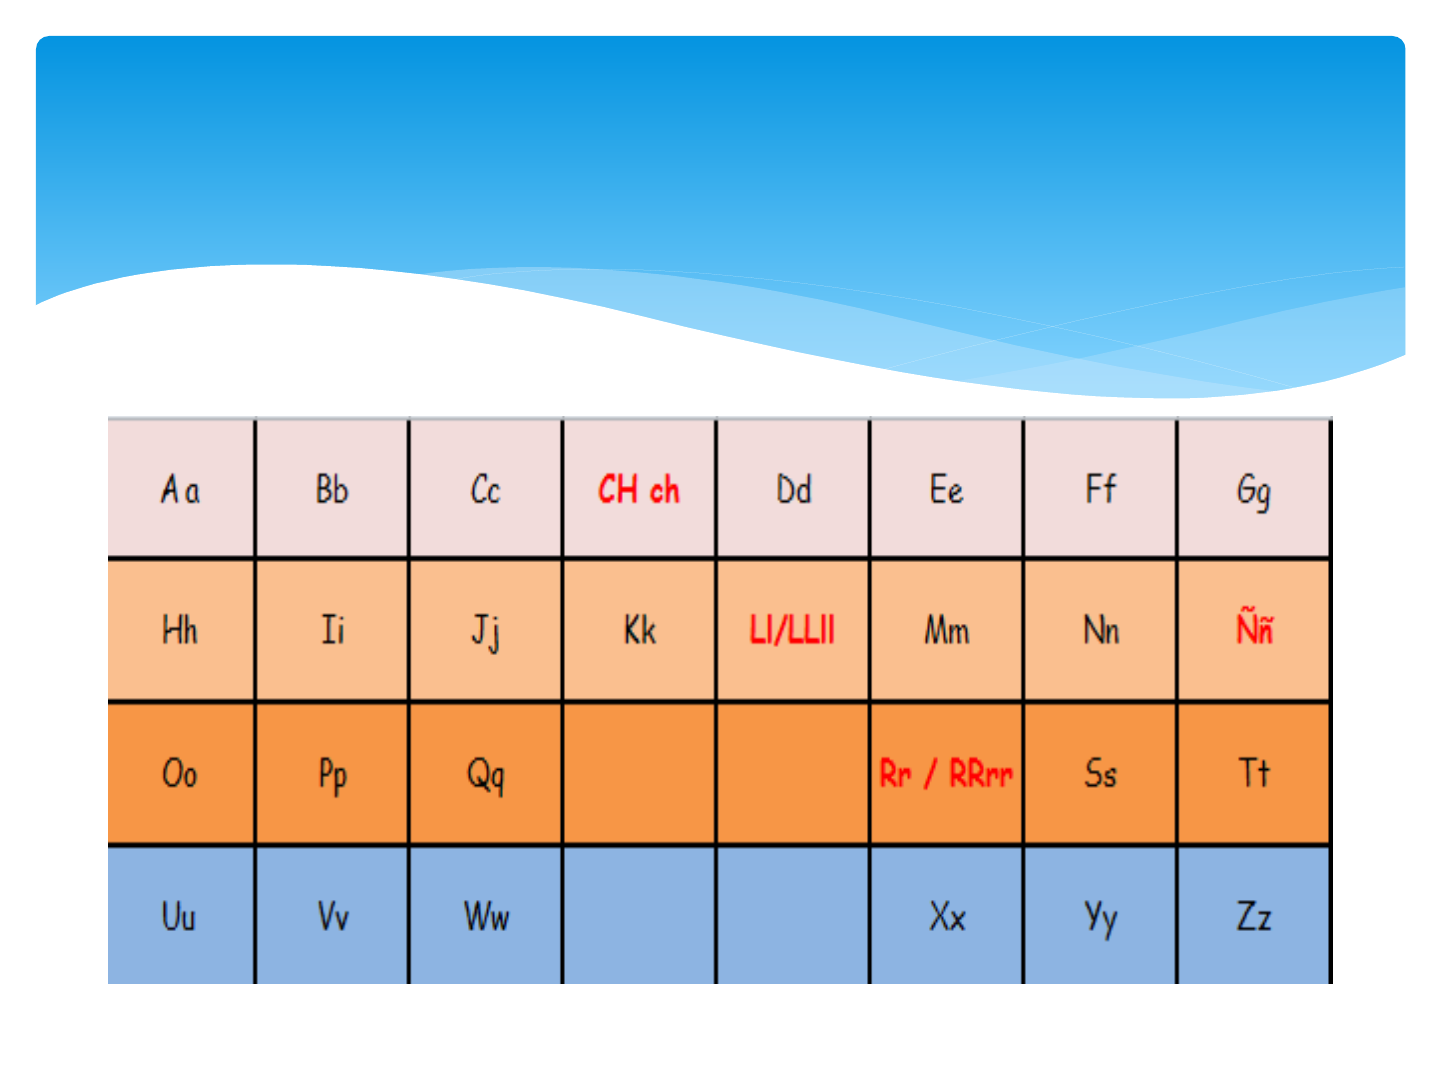 A a Bb Cc CH ch Dd Ee Ff Gg
Hh Ii Jj Kk Ll/LLll Mm Nn Ññ
Oo Pp Qq Rr / RRrr Ss Tt
Uu Vv Ww Xx Yy Zz